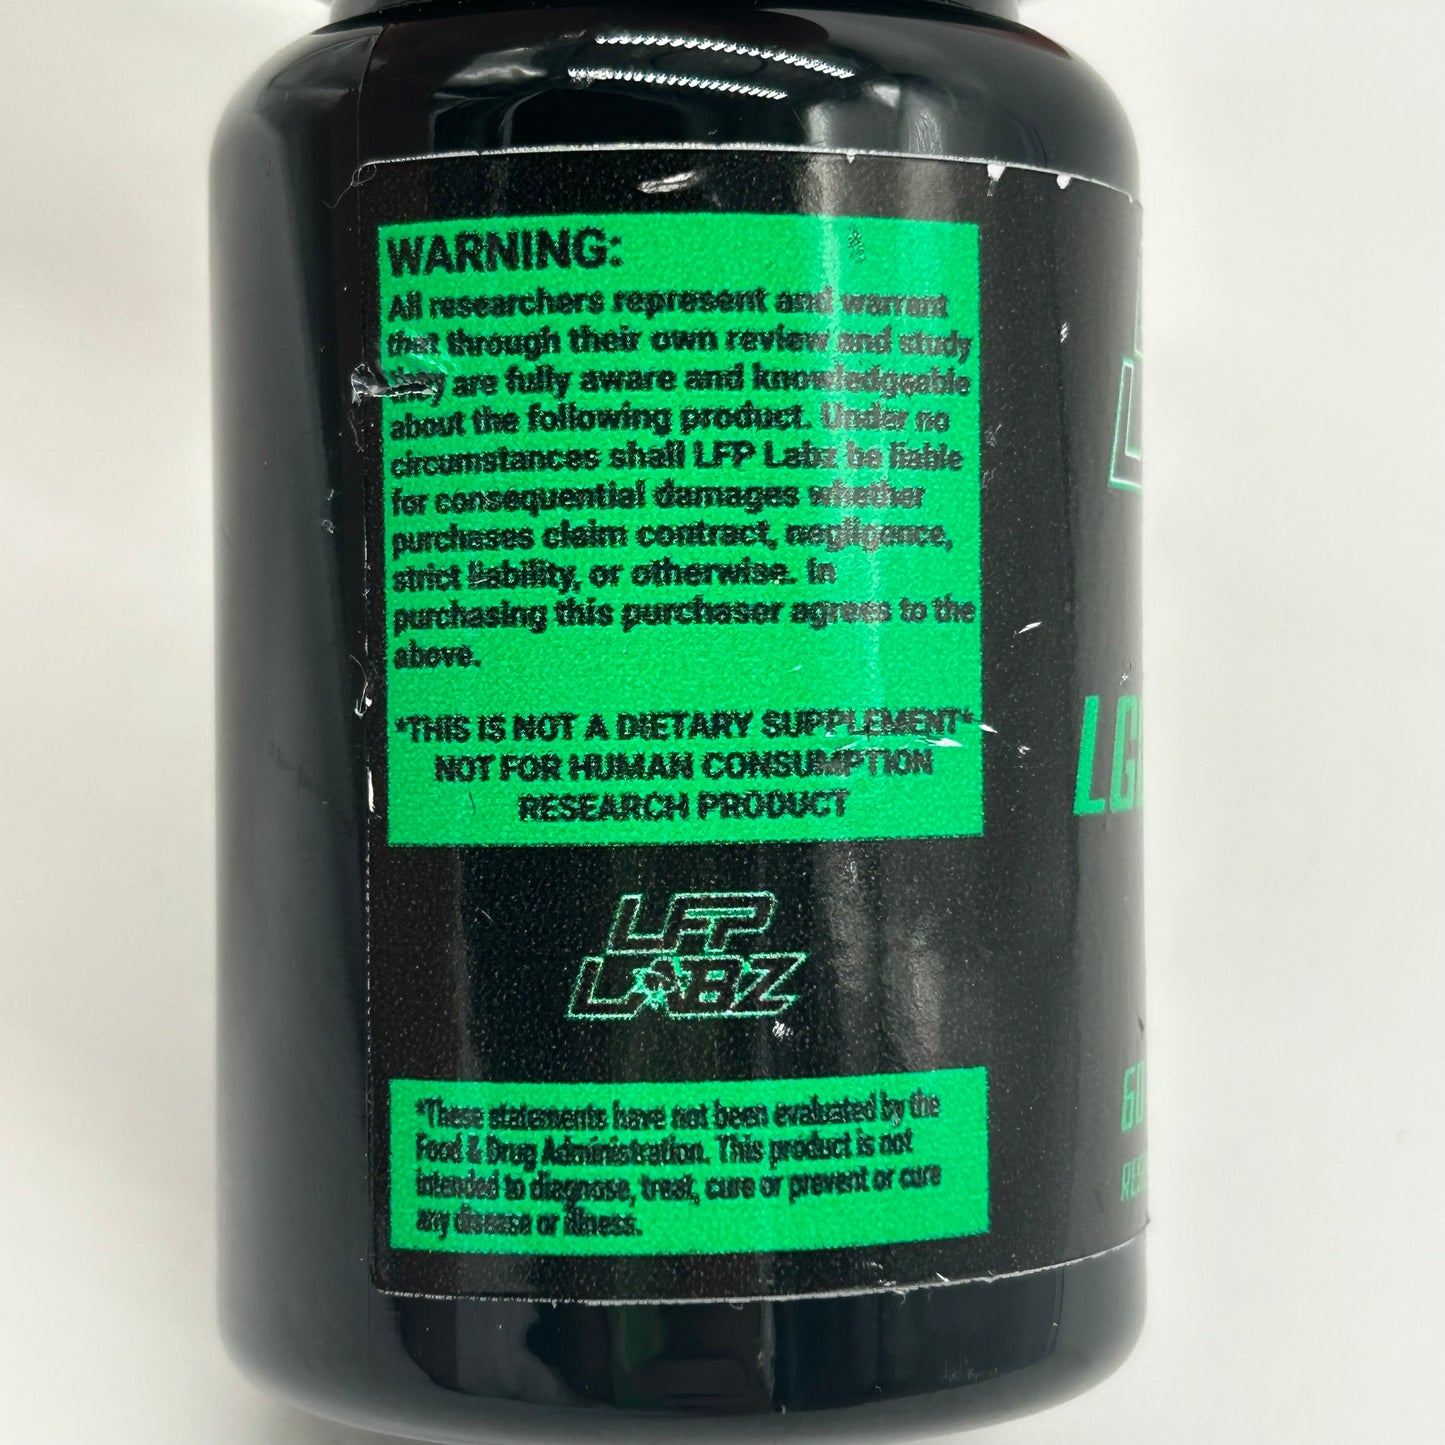 WARNING:
All researchers represent and warrant
that through their own review and study
they are fully aware and knowledgeable
about the following product. Under no
circumstances shall LFP Labz be liable
for consequential damages whether
purchases claim contract, negligence,
strict liability, or otherwise. In
purchasing this purchaser agrees to the
above.
*THIS IS NOT A DIETARY SUPPLEMENT*
NOT FOR HUMAN CONSUMPTION
RESEARCH PRODUCT
LFP
LABZ
*These statements have not been evaluated by the
Food & Drug Administration. This product is not
intended to diagnose, treat, cure or prevent or cure
any disease or illness.